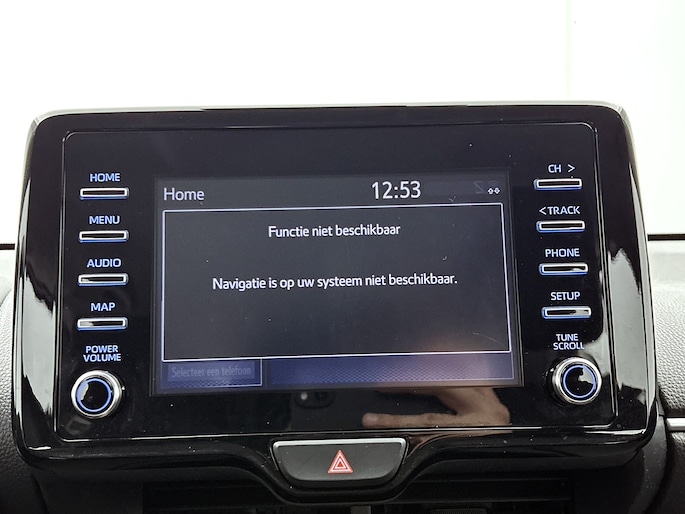 HOME
MENU
AUDIO
MAP
POWER
VOLUME
Home
12:53
Functie niet beschikbaar
Navigatie is op uw systeem niet beschikbaar.
Selecteer een telefoon
CH >
< TRACK
PHONE
SETUP
TUNE
SCROLL